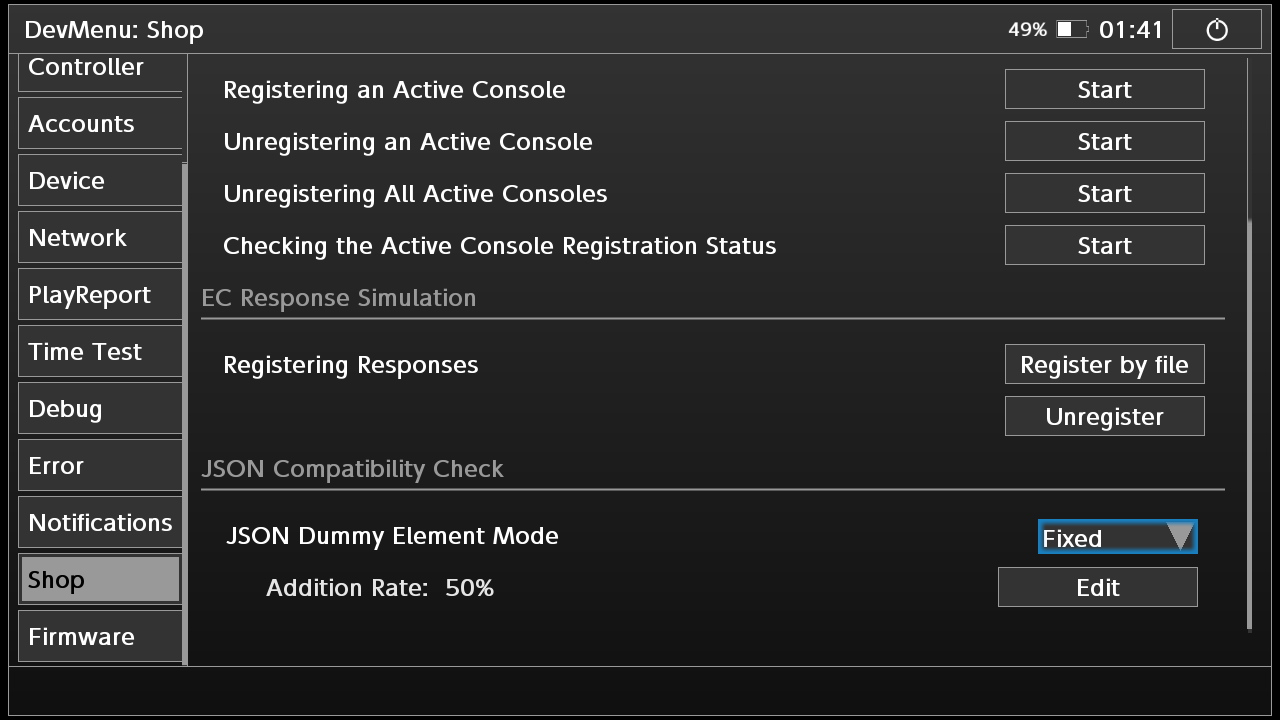 DevMenu: Shop
49%
01:41
Controller
Accounts
Device
Network
PlayReport
Time Test
Debug
Error
Notifications
Shop
Firmware
Registering an Active Console
Start
Unregistering an Active Console
Start
Unregistering All Active Consoles
Start
Checking the Active Console Registration Status
Start
EC Response Simulation
Registering Responses
Register by file
Unregister
JSON Compatibility Check
JSON Dummy Element Mode
Fixed
Addition Rate: 50%
Edit